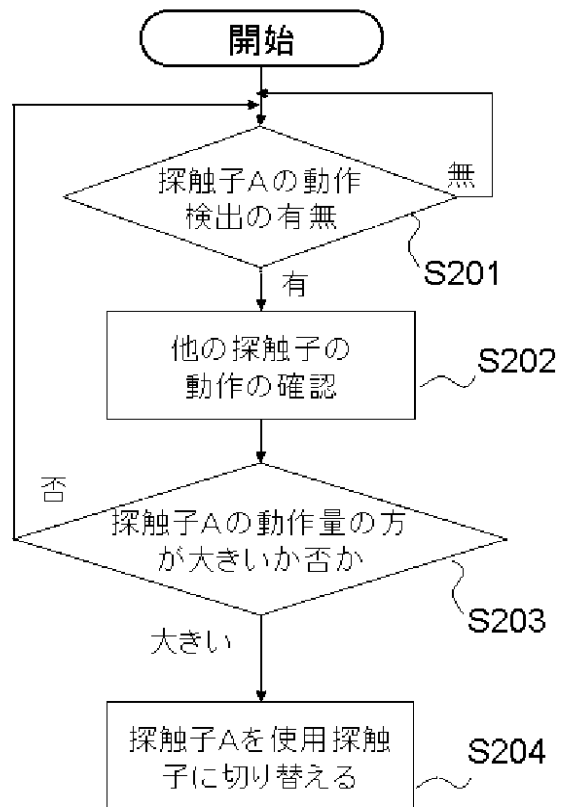 開始
探触子Aの動作
検出の有無
無
S201
有
他の探触子の
動作の確認
S202
否
探触子Aの動作量の方
が大きいか否か
S203
大きい
探触子Aを使用探触
子に切り替える
S204